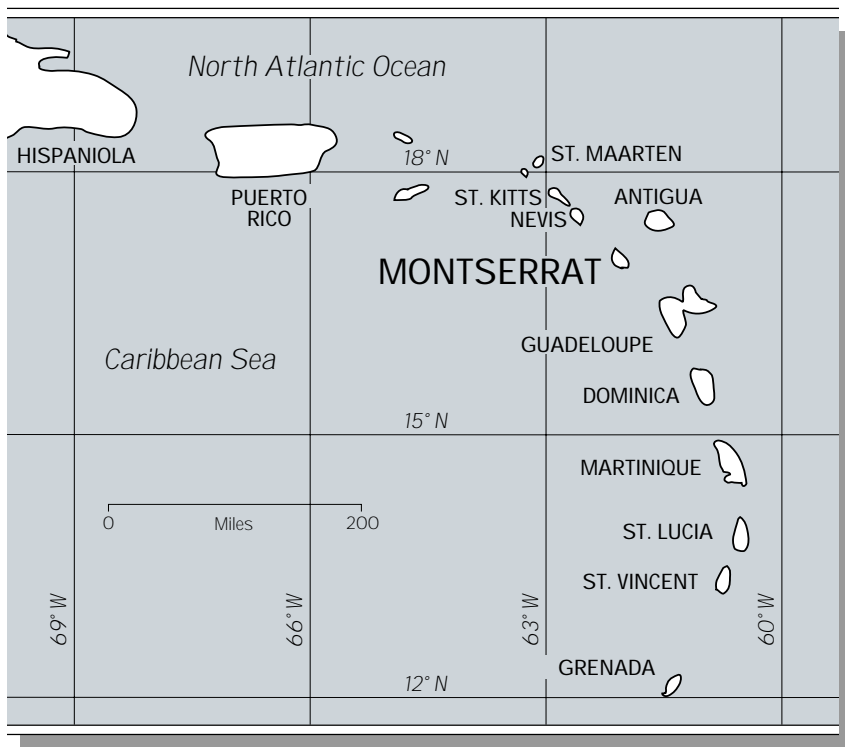 North Atlantic Ocean
HISPANIOLA
18° N
ST. MAARTEN
PUERTO
RICO
ST. KITTS
NEVIS
ANTIGUA
MONTSERRAT
GUADELOUPE
Caribbean Sea
DOMINICA
15° N
MARTINIQUE
0 Miles 200
ST. LUCIA
ST. VINCENT
69° W
66° W
63° W
60° W
GRENADA
12° N